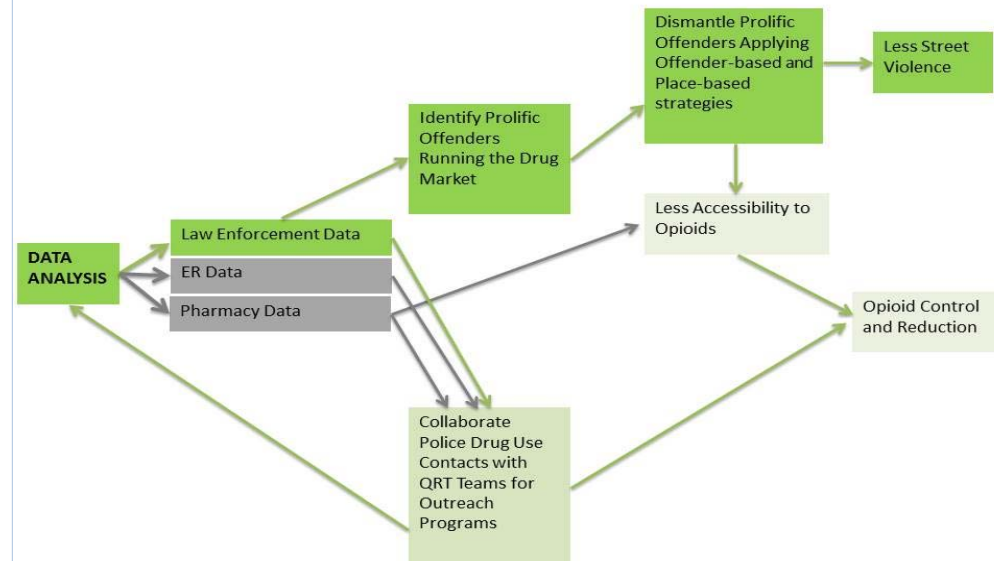 DATA
ANALYSIS
Law Enforcement Data
ER Data
Pharmacy Data
Identify Prolific
Offenders
Running the Drug
Market
Dismantle Prolific
Offenders Applying
Offender-based and
Place-based
strategies
Less Street
Violence
Less Accessibility to
Opioids
Opioid Control
and Reduction
Collaborate
Police Drug Use
Contacts with
QRT Teams for
Outreach
Programs